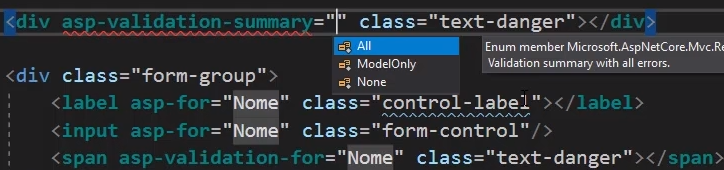 <div asp-validation-summary="" class="text-danger"></div>
All
ModelOnly
None
Enum member Microsoft.AspNetCore.Mvc.Re
Validation summary with all errors.
<div class="form-group">
<label asp-for="Nome" class="control-label"></label>
<input asp-for="Nome" class="form-control"/>
<span asp-validation-for="Nome" class="text-danger"></span>